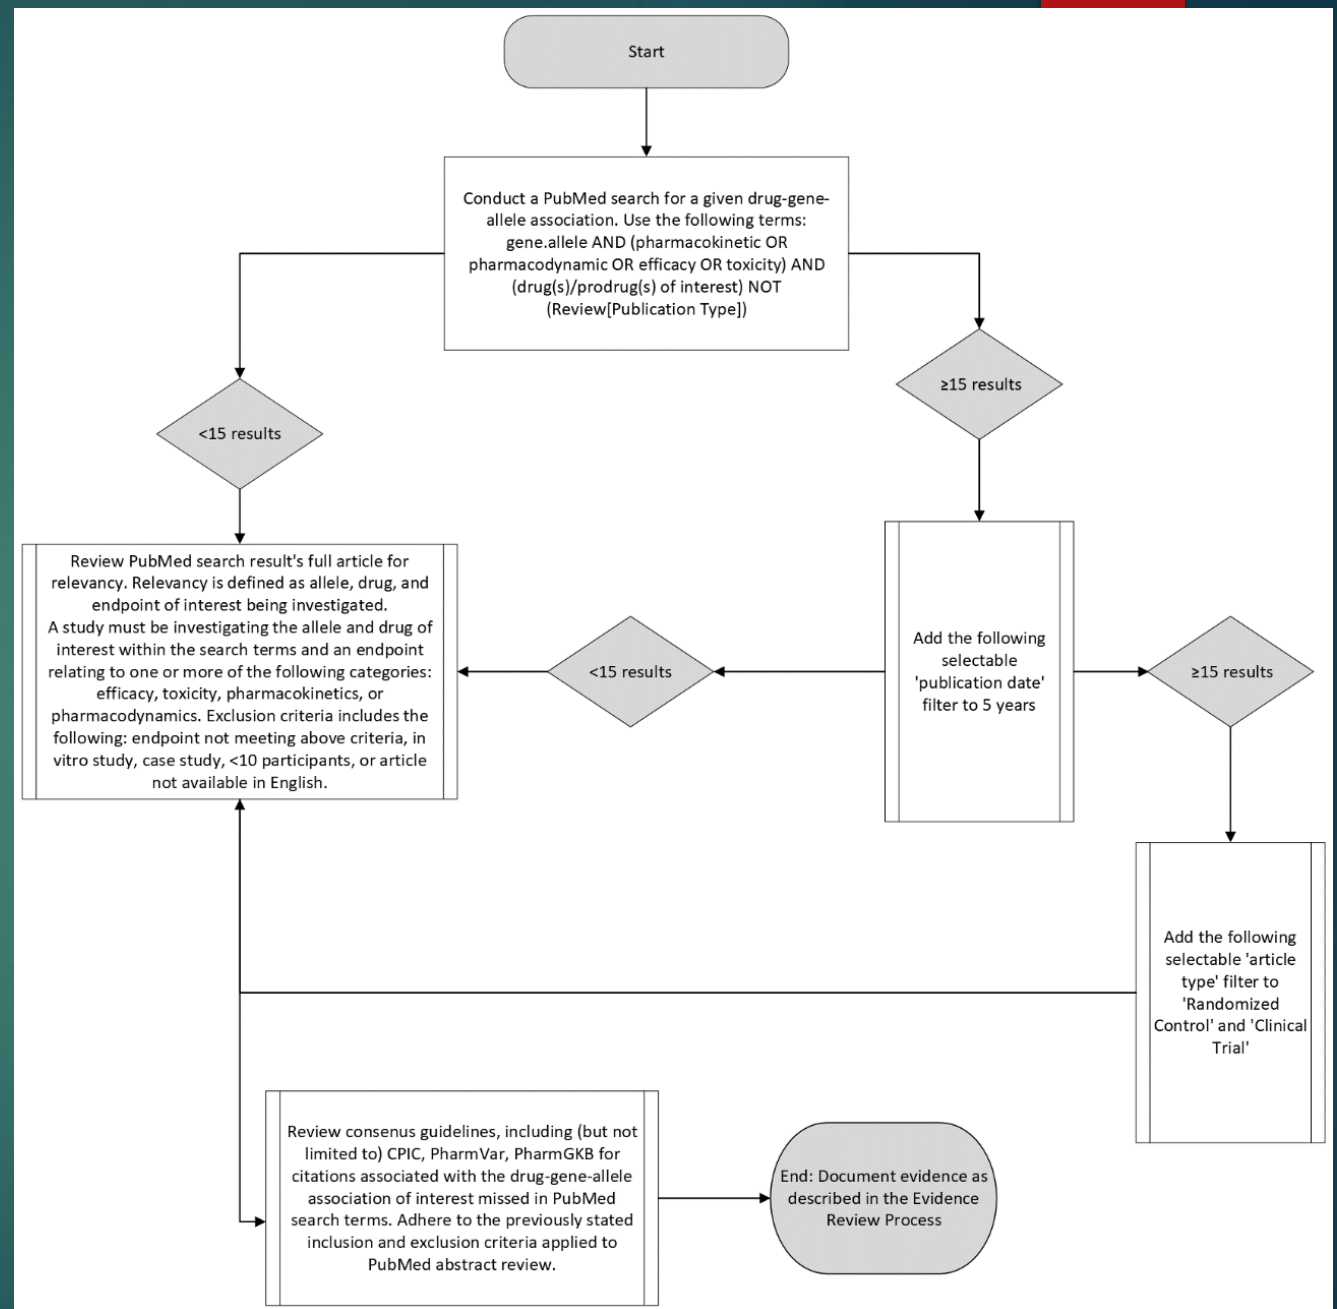 Start
Conduct a PubMed search for a given drug-gene-
allele association. Use the following terms:
gene.allele AND (pharmacokinetic OR
pharmacodynamic OR efficacy OR toxicity) AND
(drug(s)/prodrug(s) of interest) NOT
(Review[Publication Type])
≥15 results
<15 results
Review PubMed search result's full article for
relevancy. Relevancy is defined as allele, drug, and
endpoint of interest being investigated.
A study must be investigating the allele and drug of
interest within the search terms and an endpoint
relating to one or more of the following categories:
efficacy, toxicity, pharmacokinetics, or
pharmacodynamics. Exclusion criteria includes the
following: endpoint not meeting above criteria, in
vitro study, case study, <10 participants, or article
not available in English.
<15 results
Add the following
selectable
'publication date'
filter to 5 years
≥15 results
Add the following
selectable 'article
type' filter to
'Randomized
Control' and 'Clinical
Trial'
Review consenus guidelines, including (but not
limited to) CPIC, PharmVar, PharmGKB for
citations associated with the drug-gene-allele
association of interest missed in PubMed
search terms. Adhere to the previously stated
inclusion and exclusion criteria applied to
PubMed abstract review.
End: Document evidence as
described in the Evidence
Review Process